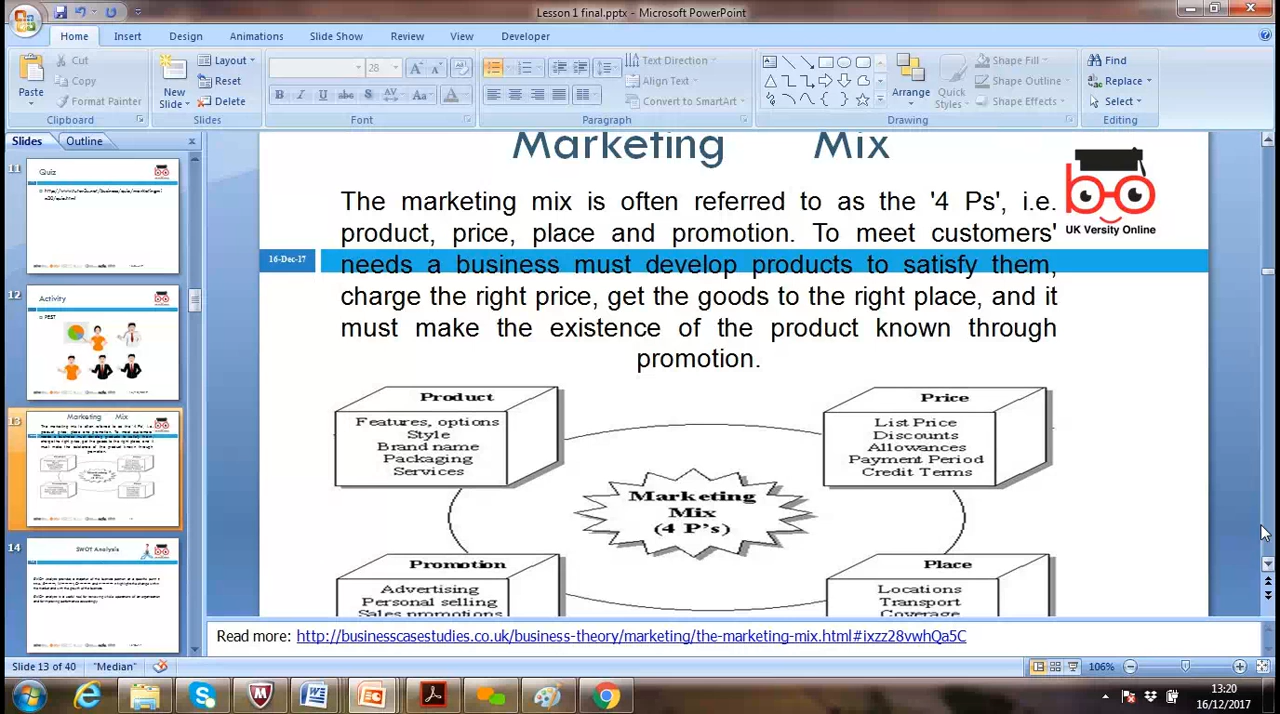 Lesson 1 final.pptx - Microsoft PowerPoint
Home Insert Design Slide Show Animations Review View Developer
Paste
Cut
Copy
Format Painter
Clipboard
New Slide
Layout
Reset
Delete
Slides
28
Font
Text Direction
Align Text
Convert to SmartArt
Paragraph
Arrange
Quick Styles
Shape Fill
Shape Outline
Shape Effects
Drawing
Find
Replace
Select
Editing
Slides Outline
11
Quiz
12
Activity
PEST
13
Marketing Mix
14
SWOT Analysis
Marketing Mix
UK Versity Online
16-Dec-17
The marketing mix is often referred to as the '4 Ps', i.e.
product, price, place and promotion. To meet customers'
needs a business must develop products to satisfy them,
charge the right price, get the goods to the right place, and it
must make the existence of the product known through
promotion.
Product
Features, options
Style
Brand name
Packaging
Services
Price
List Price
Discounts
Allowances
Payment Period
Credit Terms
Marketing
Mix
(4 P's)
Promotion
Advertising
Personal selling
Sales promotions
Place
Locations
Transport
Coverage
Read more: http://businesscasestudies.co.uk/business-theory/marketing/the-marketing-mix.html#ixzz28vwhQa5C
Slide 13 of 40 "Median" 106%
13:20
16/12/2017